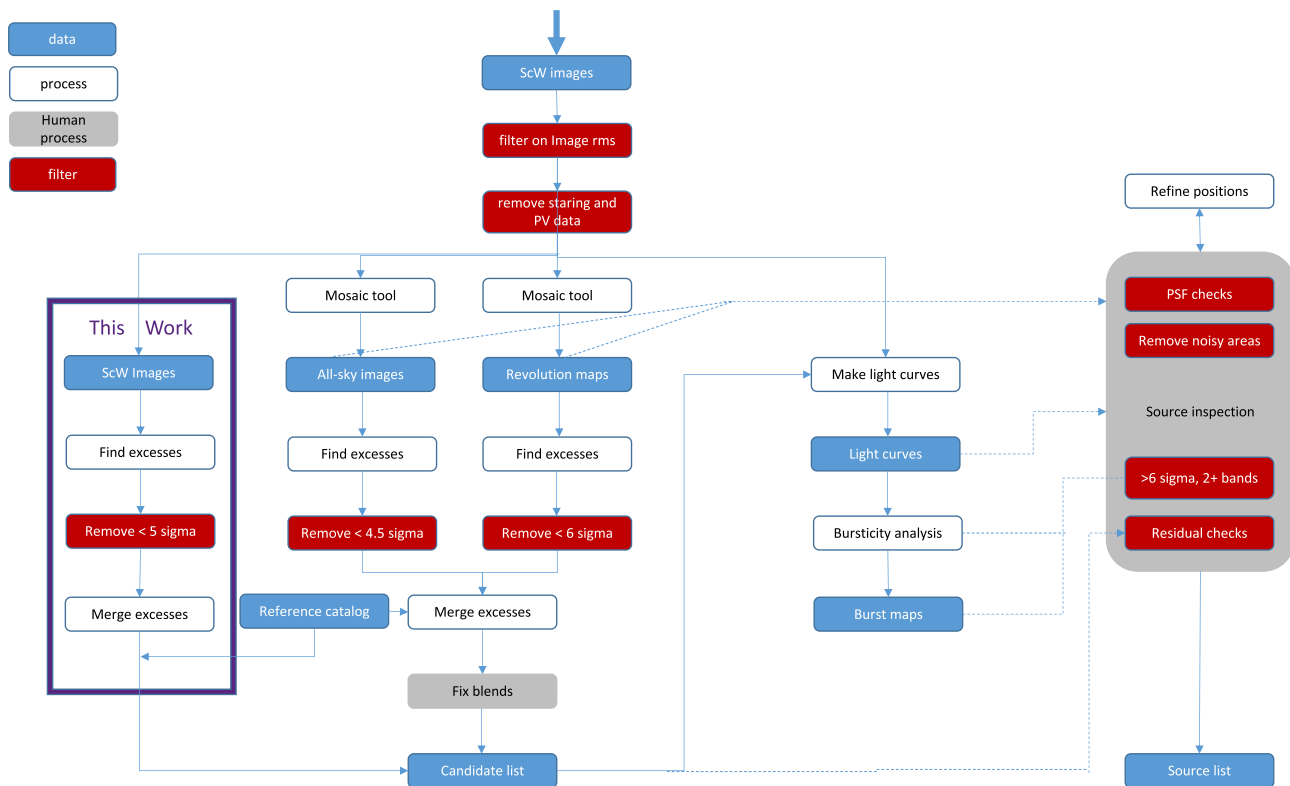 data
process
Human
process
filter
ScW images
filter on Image rms
remove staring and
PV data
This Work
ScW Images
Find excesses
Remove < 5 sigma
Merge excesses
Mosaic tool
All-sky images
Find excesses
Remove < 4.5 sigma
Mosaic tool
Revolution maps
Find excesses
Remove < 6 sigma
Reference catalog
Merge excesses
Fix blends
Candidate list
Make light curves
Light curves
Bursticity analysis
Burst maps
Refine positions
PSF checks
Remove noisy areas
Source inspection
>6 sigma, 2+ bands
Residual checks
Source list